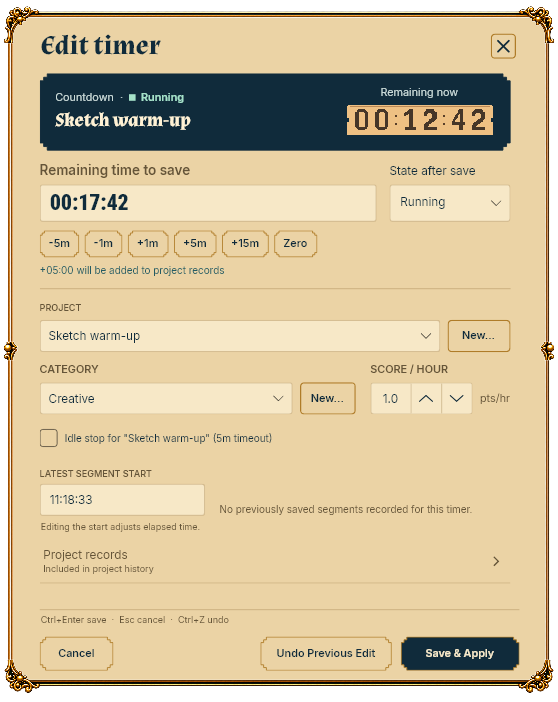 Edit timer
Countdown · Running
Remaining now
Sketch warm-up
00:12:42
Remaining time to save
State after save
00:17:42
Running
-5m
-1m
+1m
+5m
+15m
Zero
+05:00 will be added to project records
PROJECT
Sketch warm-up
New...
CATEGORY
SCORE / HOUR
Creative
New...
1.0
pts/hr
Idle stop for "Sketch warm-up" (5m timeout)
LATEST SEGMENT START
11:18:33
No previously saved segments recorded for this timer.
Editing the start adjusts elapsed time.
Project records
Included in project history
Ctrl+Enter save · Esc cancel · Ctrl+Z undo
Cancel
Undo Previous Edit
Save & Apply